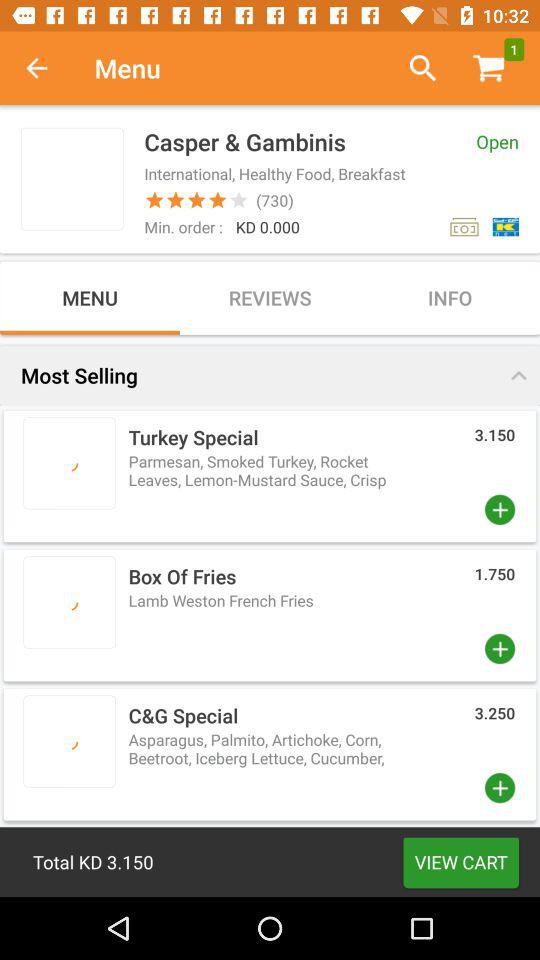 10:32
Menu
1
Casper & Gambinis
Open
International, Healthy Food, Breakfast
(730)
Min. order : KD 0.000
MENU REVIEWS INFO
Most Selling
Turkey Special 3.150
Parmesan, Smoked Turkey, Rocket
Leaves, Lemon-Mustard Sauce, Crisp
Box Of Fries 1.750
Lamb Weston French Fries
C&G Special 3.250
Asparagus, Palmito, Artichoke, Corn,
Beetroot, Iceberg Lettuce, Cucumber,
Total KD 3.150 VIEW CART